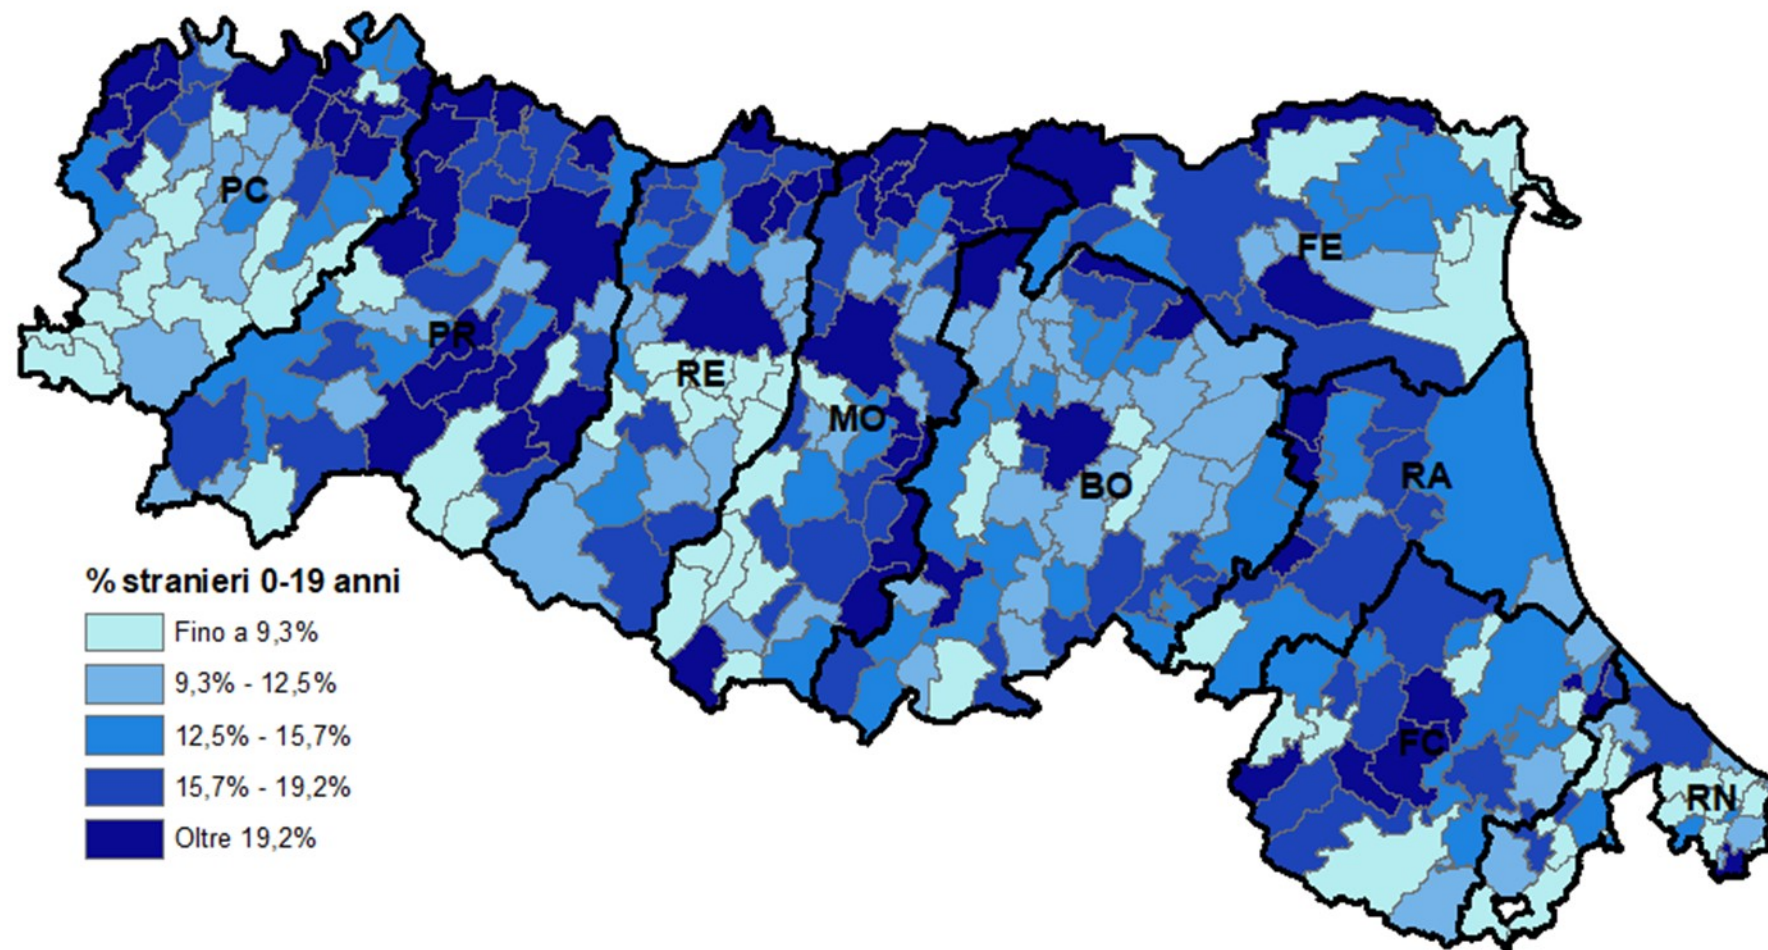 PC
FE
PR
RE
MO
BO
RA
% stranieri 0-19 anni
Fino a 9,3%
9,3% - 12,5%
12,5% - 15,7%
15,7% - 19,2%
Oltre 19,2%
FC
RN